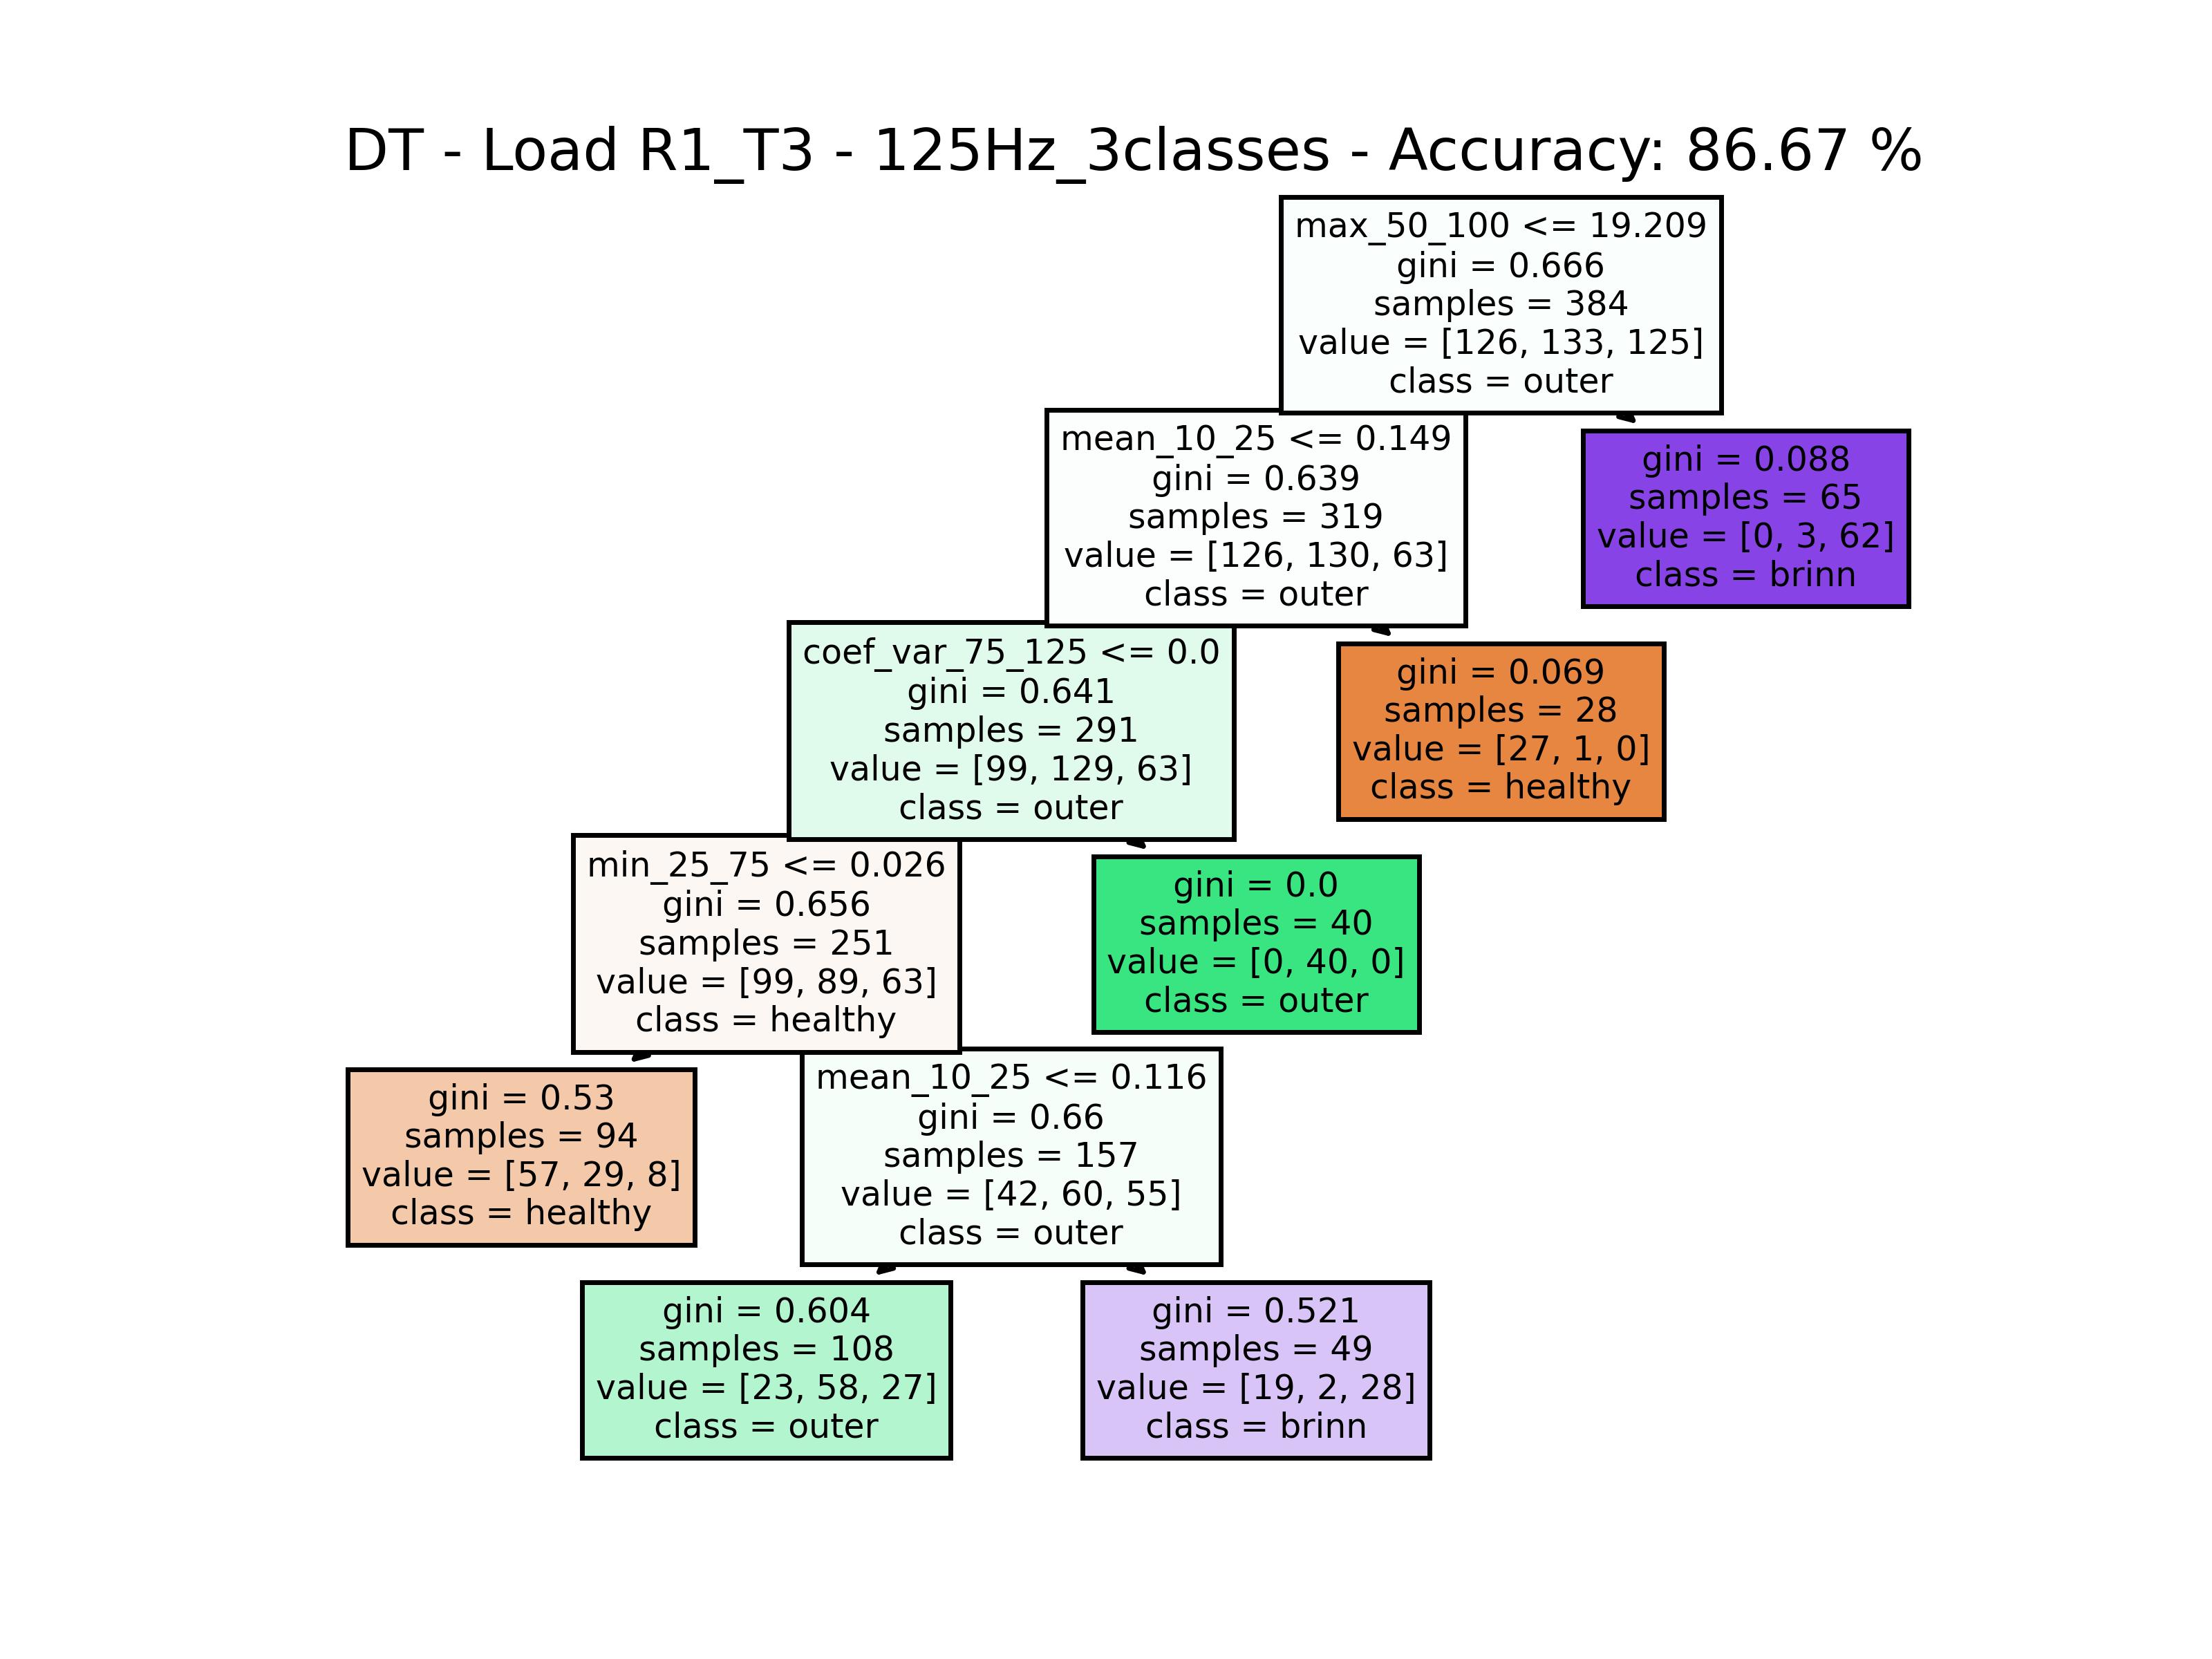 DT - Load R1_T3 - 125Hz_3classes - Accuracy: 86.67 %
max_50_100 <= 19.209
gini = 0.666
samples = 384
value = [126, 133, 125]
class = outer
mean_10_25 <= 0.149
gini = 0.639
samples = 319
value = [126, 130, 63]
class = outer
gini = 0.088
samples = 65
value = [0, 3, 62]
class = brinn
coef_var_75_125 <= 0.0
gini = 0.641
samples = 291
value = [99, 129, 63]
class = outer
gini = 0.069
samples = 28
value = [27, 1, 0]
class = healthy
min_25_75 <= 0.026
gini = 0.656
samples = 251
value = [99, 89, 63]
class = healthy
gini = 0.0
samples = 40
value = [0, 40, 0]
class = outer
gini = 0.53
samples = 94
value = [57, 29, 8]
class = healthy
mean_10_25 <= 0.116
gini = 0.66
samples = 157
value = [42, 60, 55]
class = outer
gini = 0.604
samples = 108
value = [23, 58, 27]
class = outer
gini = 0.521
samples = 49
value = [19, 2, 28]
class = brinn